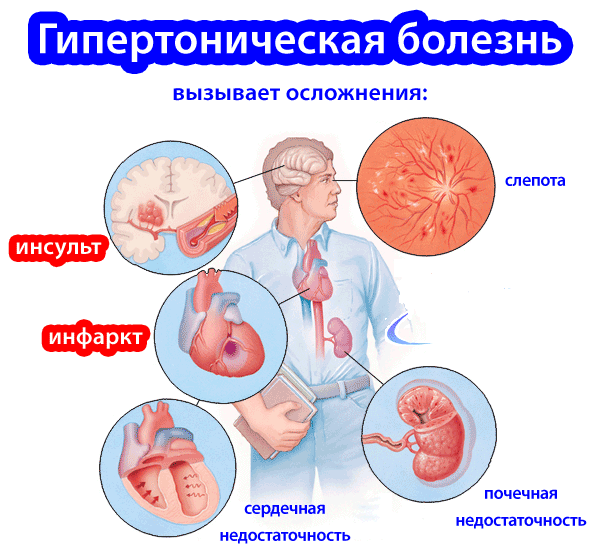 Гипертоническая болезнь
вызывает осложнения:
слепота
инсульт
инфаркт
сердечная
недостаточность
почечная
недостаточность